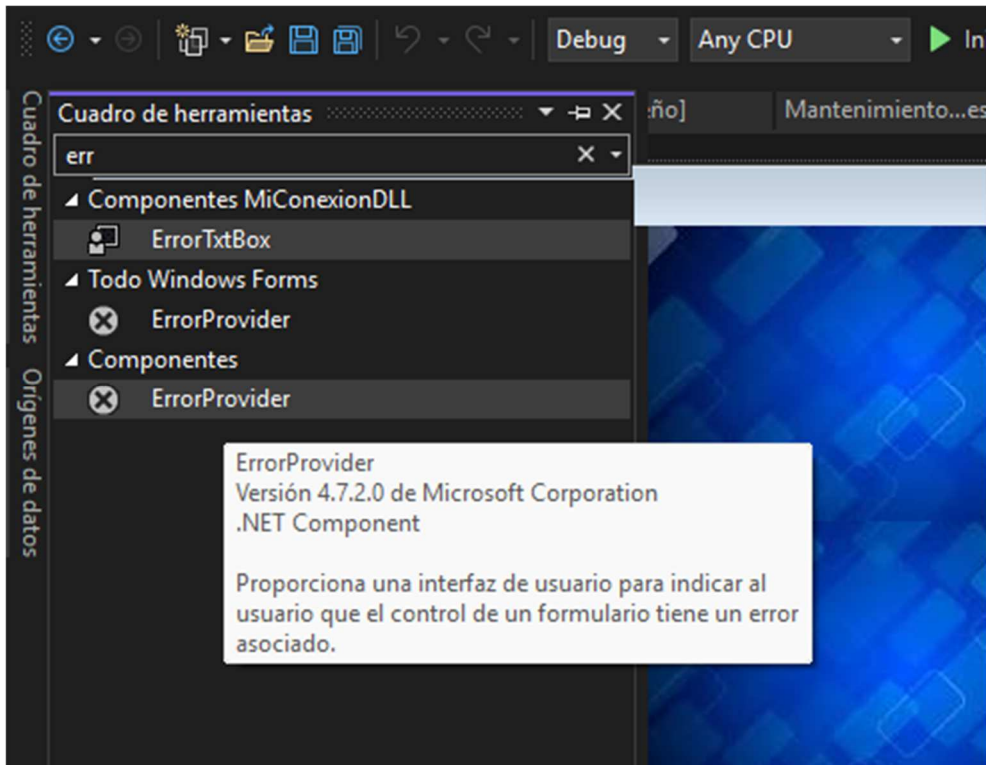 Debug
Any CPU
In
Cuadro de herramientas
Orígenes de datos
Cuadro de herramientas
ño]
Mantenimiento...es
err
Componentes MiConexionDLL
ErrorTxtBox
Todo Windows Forms
ErrorProvider
Componentes
ErrorProvider
ErrorProvider
Versión 4.7.2.0 de Microsoft Corporation
.NET Component
Proporciona una interfaz de usuario para indicar al
usuario que el control de un formulario tiene un error
asociado.